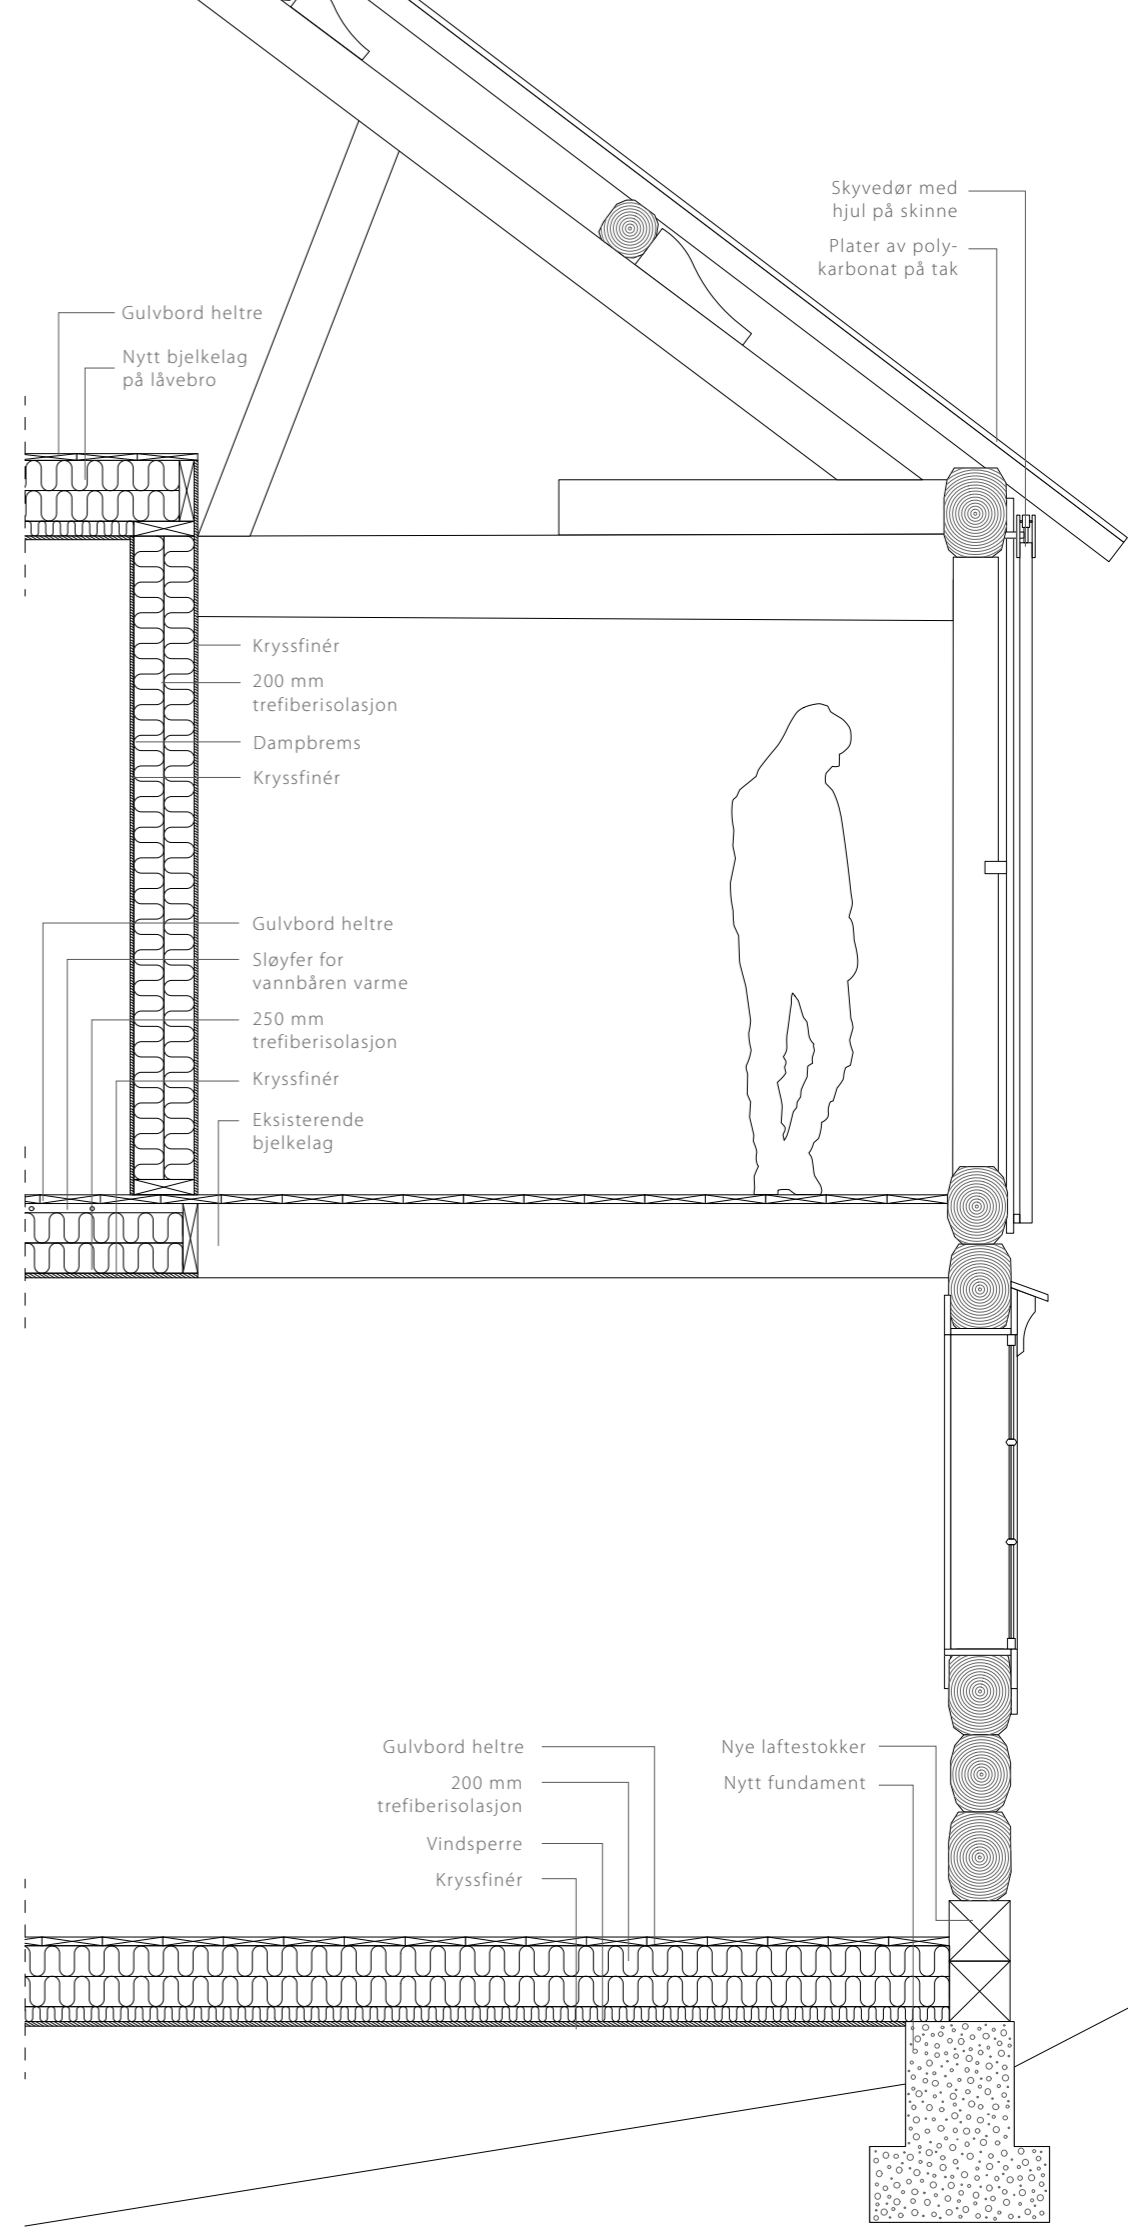 Skyvedør med
hjul på skinne
Plater av poly-
karbonat på tak
Gulvbord heltre
Nytt bjelkelag
på låvebro
Kryssfinér
200 mm
trefiberisolasjon
Dampbrems
Kryssfinér
Gulvbord heltre
Sløyfer for
vannbåren varme
250 mm
trefiberisolasjon
Kryssfinér
Eksisterende
bjelkelag
Gulvbord heltre
200 mm
trefiberisolasjon
Vindsperre
Kryssfinér
Nye laftestokker
Nytt fundament